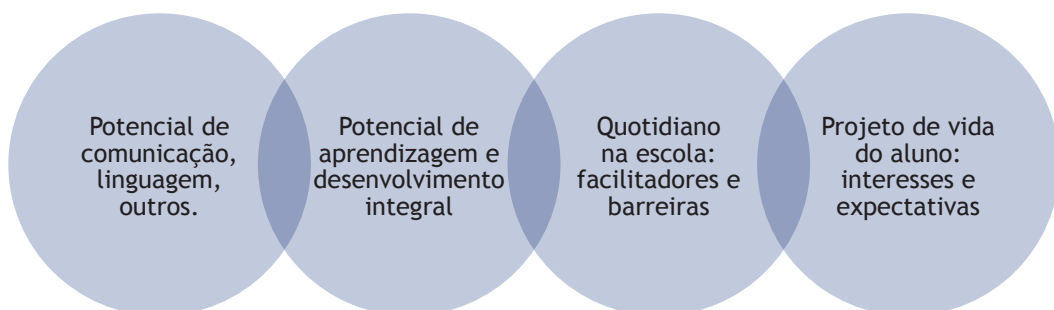 Potencial de
comunicação,
linguagem,
outros.
Potencial de
aprendizagem e
desenvolvimento
integral
Quotidiano
na escola:
facilitadores e
barreiras
Projeto de vida
do aluno:
interesses e
expectativas